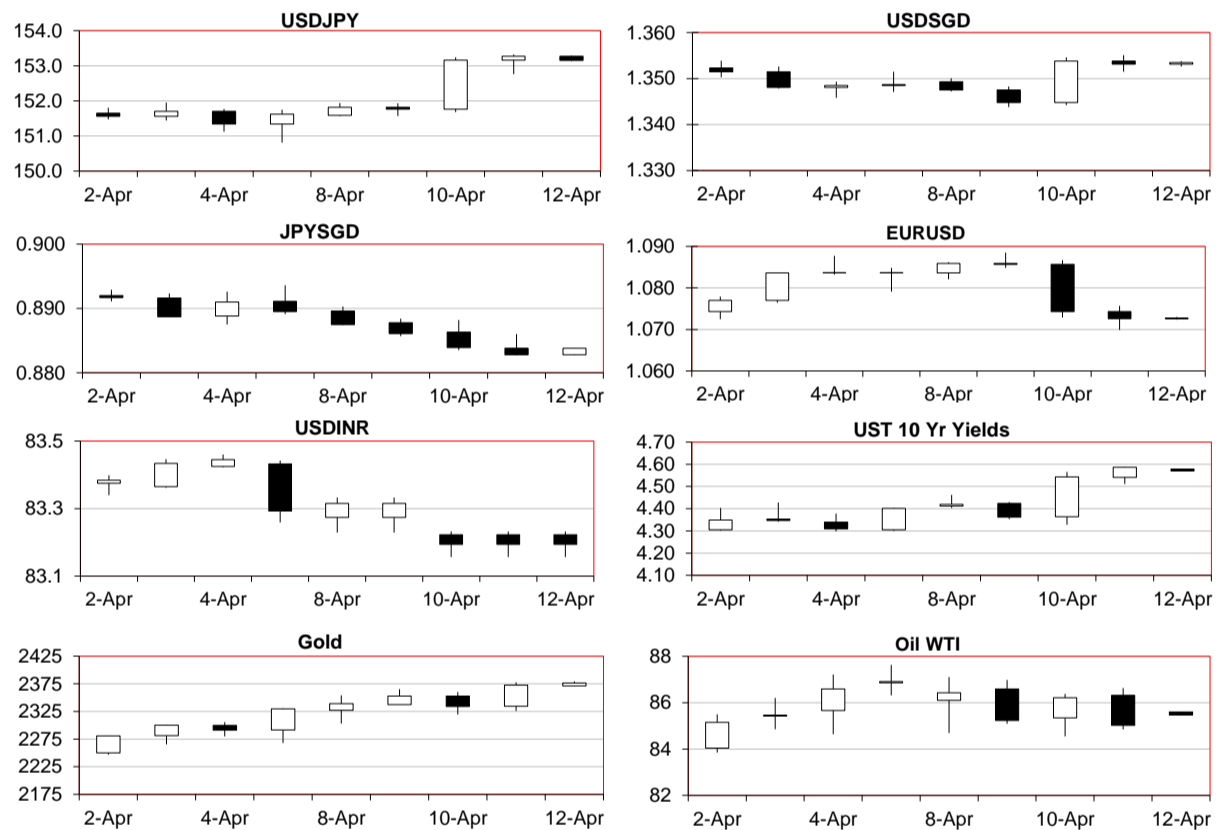 USDJPY
154.0
153.0
152.0
151.0
150.0
2-Apr 4-Apr 8-Apr 10-Apr 12-Apr
USDSGD
1.360
1.350
1.340
1.330
2-Apr 4-Apr 8-Apr 10-Apr 12-Apr
JPYSGD
0.900
0.890
0.880
2-Apr 4-Apr 8-Apr 10-Apr 12-Apr
EURUSD
1.090
1.080
1.070
1.060
2-Apr 4-Apr 8-Apr 10-Apr 12-Apr
USDINR
83.5
83.3
83.1
2-Apr 4-Apr 8-Apr 10-Apr 12-Apr
UST 10 Yr Yields
4.70
4.60
4.50
4.40
4.30
4.20
4.10
2-Apr 4-Apr 8-Apr 10-Apr 12-Apr
Gold
2425
2375
2325
2275
2225
2175
2-Apr 4-Apr 8-Apr 10-Apr 12-Apr
Oil WTI
88
86
84
82
2-Apr 4-Apr 8-Apr 10-Apr 12-Apr